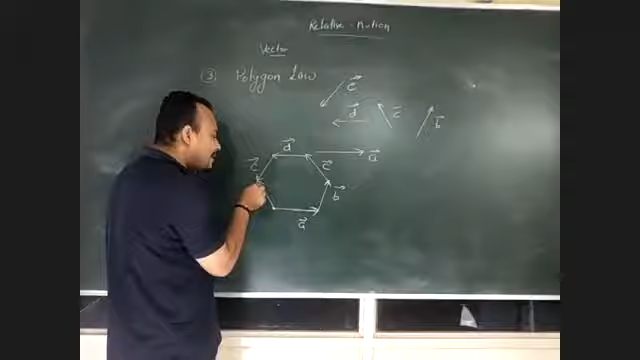 Relative - Motion
Vector
③ Polygon Law
e⃗
d⃗
c⃗
b⃗
a⃗
d⃗
e⃗
c⃗
b⃗
a⃗